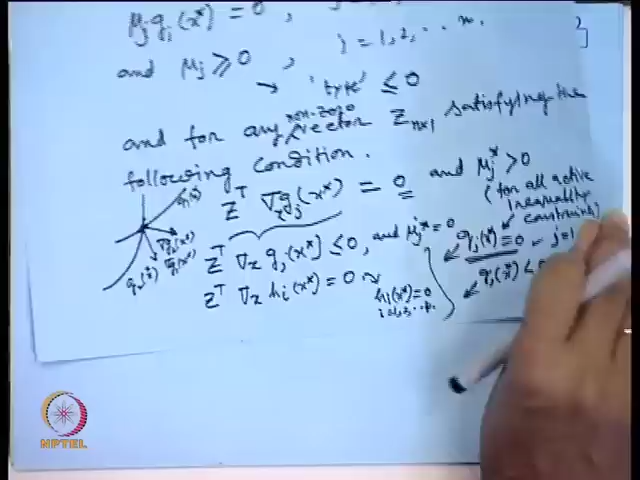 μj gj(x*) = 0 ,
and μj ≥ 0 , j = 1, 2, ... m.
→ 'type' ≤ 0
non-zero
and for any vector Z n×1 satisfying the
following condition.
Z^T ∇x gj(x*) = 0 and μj* > 0
(for all active
inequality
constraints)
Z^T ∇x gj(x*) ≤ 0, and μj* = 0
gj(x*) = 0
j=1
Z^T ∇x hi(x*) = 0
gj(x*) <
hi(x*) = 0
NPTEL